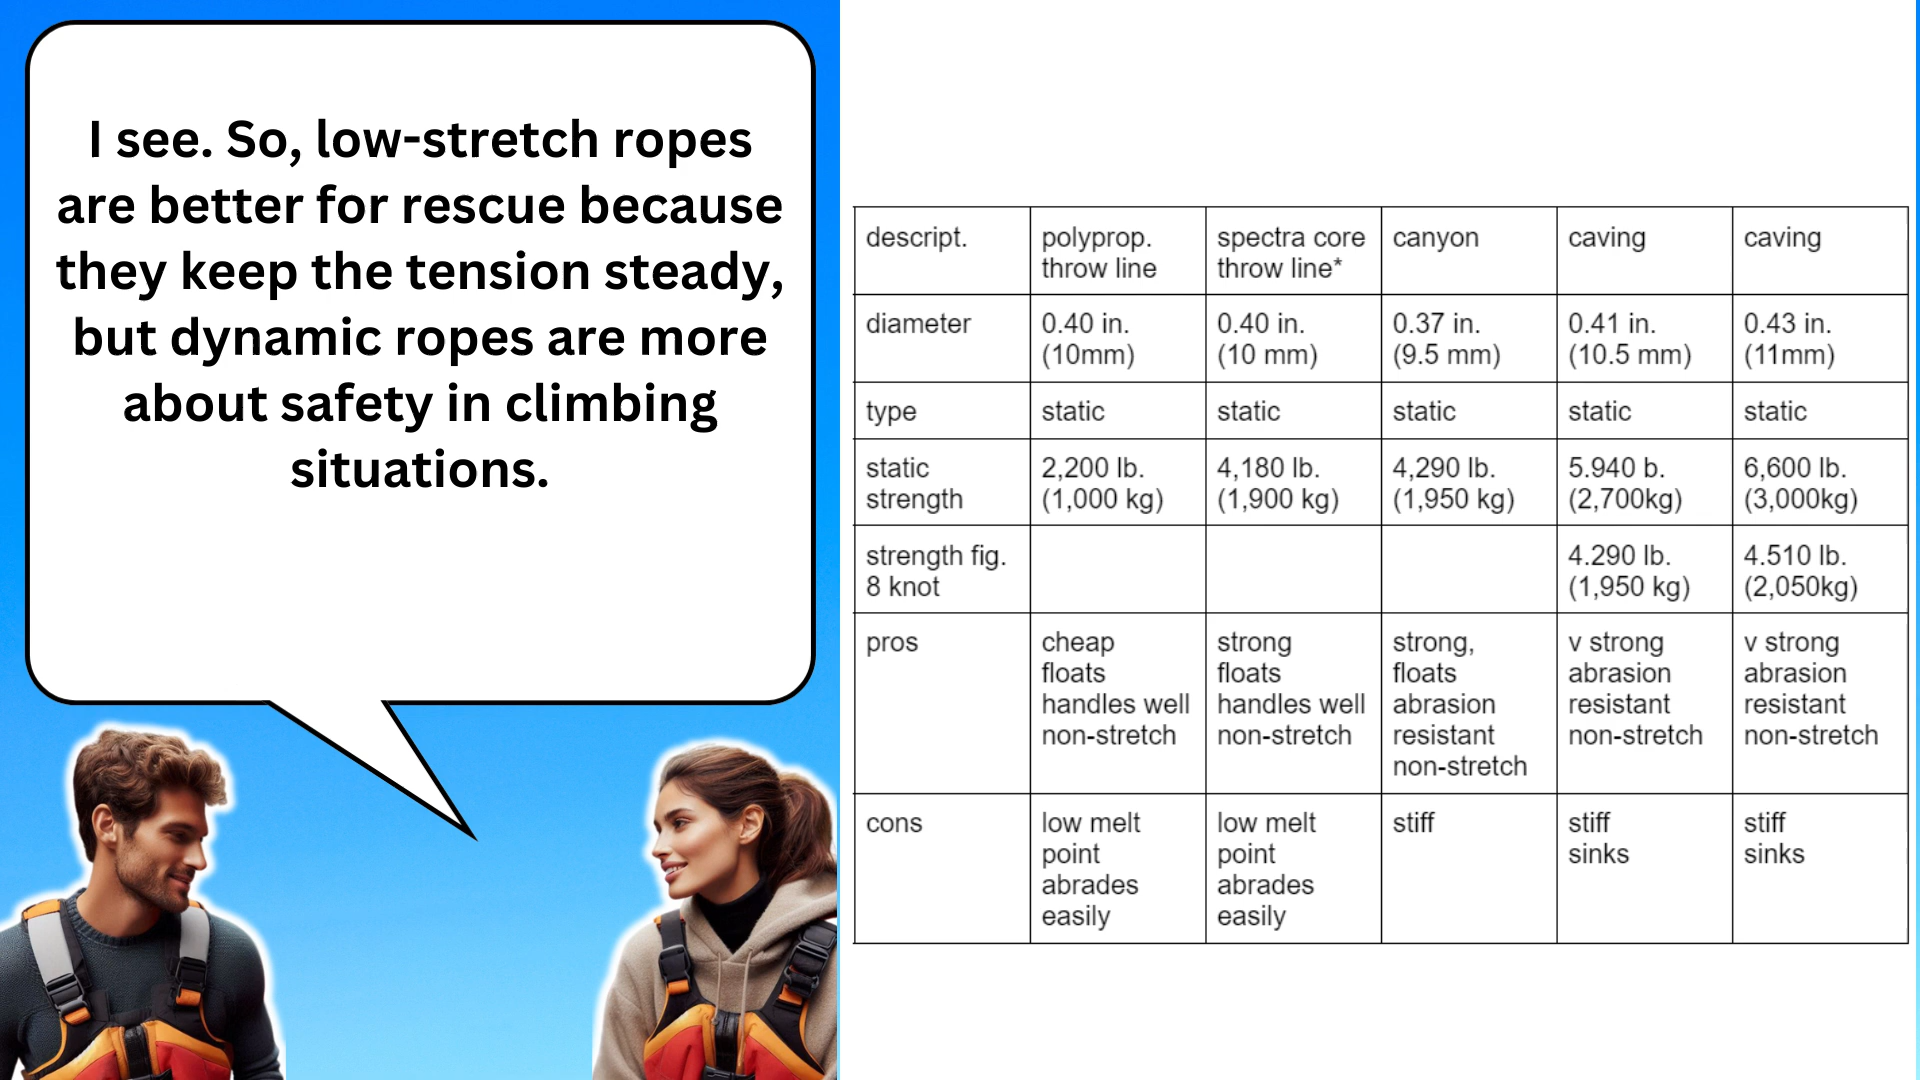 I see. So, low-stretch ropes
are better for rescue because
they keep the tension steady,
but dynamic ropes are more
about safety in climbing
situations.
descript.
polyprop.
throw line
spectra core
throw line*
canyon
caving
caving
diameter
0.40 in.
(10mm)
0.40 in.
(10 mm)
0.37 in.
(9.5 mm)
0.41 in.
(10.5 mm)
0.43 in.
(11mm)
type
static
static
static
static
static
static
strength
2,200 lb.
(1,000 kg)
4,180 lb.
(1,900 kg)
4,290 lb.
(1,950 kg)
5.940 b.
(2,700kg)
6,600 lb.
(3,000kg)
strength fig.
8 knot
4.290 lb.
(1,950 kg)
4.510 lb.
(2,050kg)
pros
cheap
floats
handles well
non-stretch
strong
floats
handles well
non-stretch
strong,
floats
abrasion
resistant
non-stretch
v strong
abrasion
resistant
non-stretch
v strong
abrasion
resistant
non-stretch
cons
low melt
point
abrades
easily
low melt
point
abrades
easily
stiff
stiff
sinks
stiff
sinks